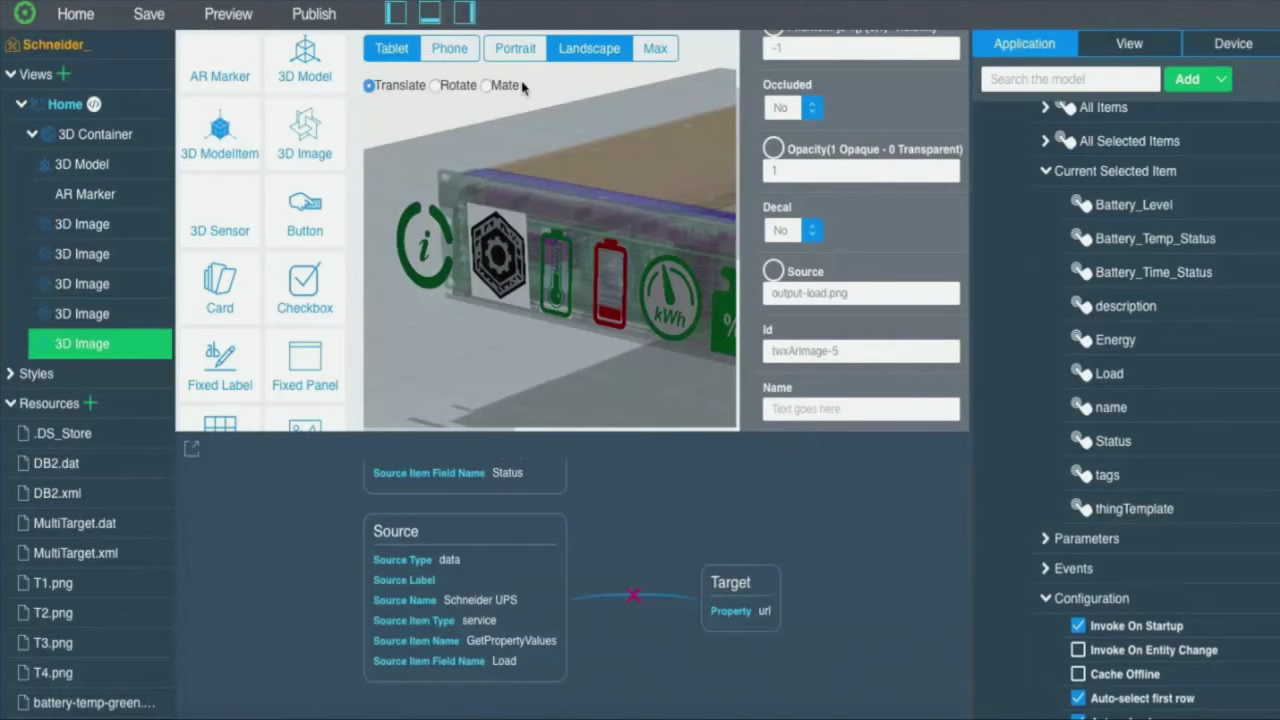 Home Save Preview Publish
Schneider_
Views
Home
3D Container
3D Model
AR Marker
3D Image
3D Image
3D Image
3D Image
3D Image
Styles
Resources
.DS_Store
DB2.dat
DB2.xml
MultiTarget.dat
MultiTarget.xml
T1.png
T2.png
T3.png
T4.png
battery-temp-green....
AR Marker 3D Model
3D ModelItem 3D Image
3D Sensor Button
Card Checkbox
Fixed Label Fixed Panel
Tablet Phone Portrait Landscape Max
Translate Rotate Mate
i
kWh
%
-1
Occluded
No
Opacity(1 Opaque - 0 Transparent)
1
Decal
No
Source
output-load.png
Id
twxArImage-5
Name
Text goes here
Source Item Field Name Status
Source
Source Type data
Source Label
Source Name Schneider UPS
Source Item Type service
Source Item Name GetPropertyValues
Source Item Field Name Load
Target
Property url
Application View Device
Search the model Add
All Items
All Selected Items
Current Selected Item
Battery_Level
Battery_Temp_Status
Battery_Time_Status
description
Energy
Load
name
Status
tags
thingTemplate
Parameters
Events
Configuration
Invoke On Startup
Invoke On Entity Change
Cache Offline
Auto-select first row